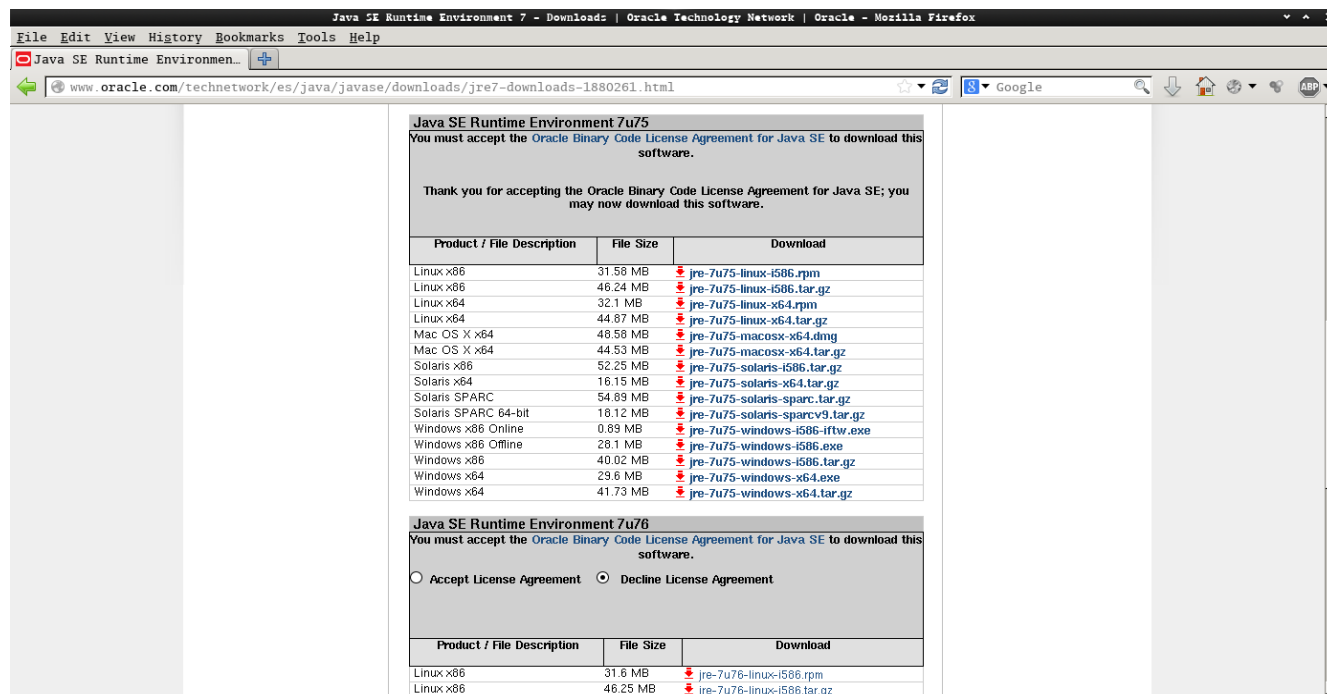 Java SE Runtime Environment 7 - Downloads | Oracle Technology Network | Oracle - Mozilla Firefox
File Edit View History Bookmarks Tools Help
Java SE Runtime Environmen…
www.oracle.com/technetwork/es/java/javase/downloads/jre7-downloads-1880261.html Google ABP
Java SE Runtime Environment 7u75
You must accept the Oracle Binary Code License Agreement for Java SE to download this
software.
Thank you for accepting the Oracle Binary Code License Agreement for Java SE; you
may now download this software.
Product / File Description File Size Download
Linux x86 31.58 MB jre-7u75-linux-i586.rpm
Linux x86 46.24 MB jre-7u75-linux-i586.tar.gz
Linux x64 32.1 MB jre-7u75-linux-x64.rpm
Linux x64 44.87 MB jre-7u75-linux-x64.tar.gz
Mac OS X x64 48.58 MB jre-7u75-macosx-x64.dmg
Mac OS X x64 44.53 MB jre-7u75-macosx-x64.tar.gz
Solaris x86 52.25 MB jre-7u75-solaris-i586.tar.gz
Solaris x64 16.15 MB jre-7u75-solaris-x64.tar.gz
Solaris SPARC 54.89 MB jre-7u75-solaris-sparc.tar.gz
Solaris SPARC 64-bit 18.12 MB jre-7u75-solaris-sparcv9.tar.gz
Windows x86 Online 0.89 MB jre-7u75-windows-i586-iftw.exe
Windows x86 Offline 28.1 MB jre-7u75-windows-i586.exe
Windows x86 40.02 MB jre-7u75-windows-i586.tar.gz
Windows x64 29.6 MB jre-7u75-windows-x64.exe
Windows x64 41.73 MB jre-7u75-windows-x64.tar.gz
Java SE Runtime Environment 7u76
You must accept the Oracle Binary Code License Agreement for Java SE to download this
software.
Accept License Agreement Decline License Agreement
Product / File Description File Size Download
Linux x86 31.6 MB jre-7u76-linux-i586.rpm
Linux x86 46.25 MB jre-7u76-linux-i586.tar.gz